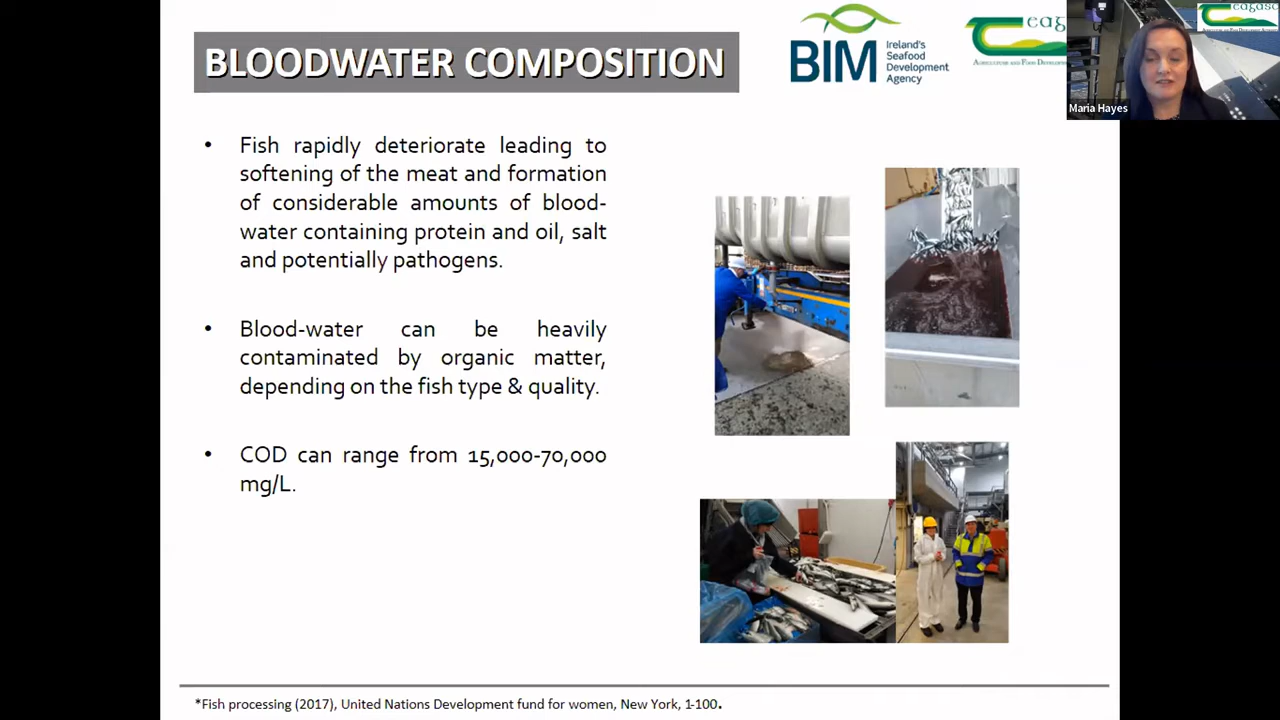 BLOODWATER COMPOSITION
BIM
Ireland's
Seafood
Development
Agency
eagasc
Maria Hayes
• Fish rapidly deteriorate leading to
softening of the meat and formation
of considerable amounts of blood-
water containing protein and oil, salt
and potentially pathogens.
• Blood-water can be heavily
contaminated by organic matter,
depending on the fish type & quality.
• COD can range from 15,000-70,000
mg/L.
*Fish processing (2017), United Nations Development fund for women, New York, 1-100.